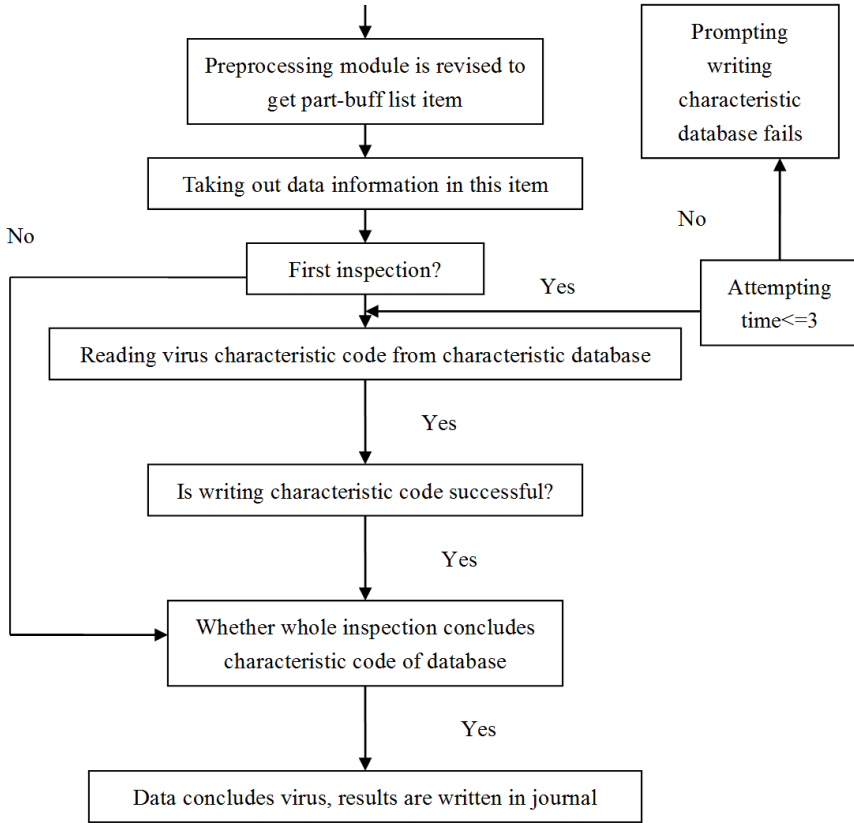 Preprocessing module is revised to
get part-buff list item
Prompting
writing
characteristic
database fails
Taking out data information in this item
No
No
First inspection?
Yes
Attempting
time<=3
Reading virus characteristic code from characteristic database
Yes
Is writing characteristic code successful?
Yes
Whether whole inspection concludes
characteristic code of database
Yes
Data concludes virus, results are written in journal